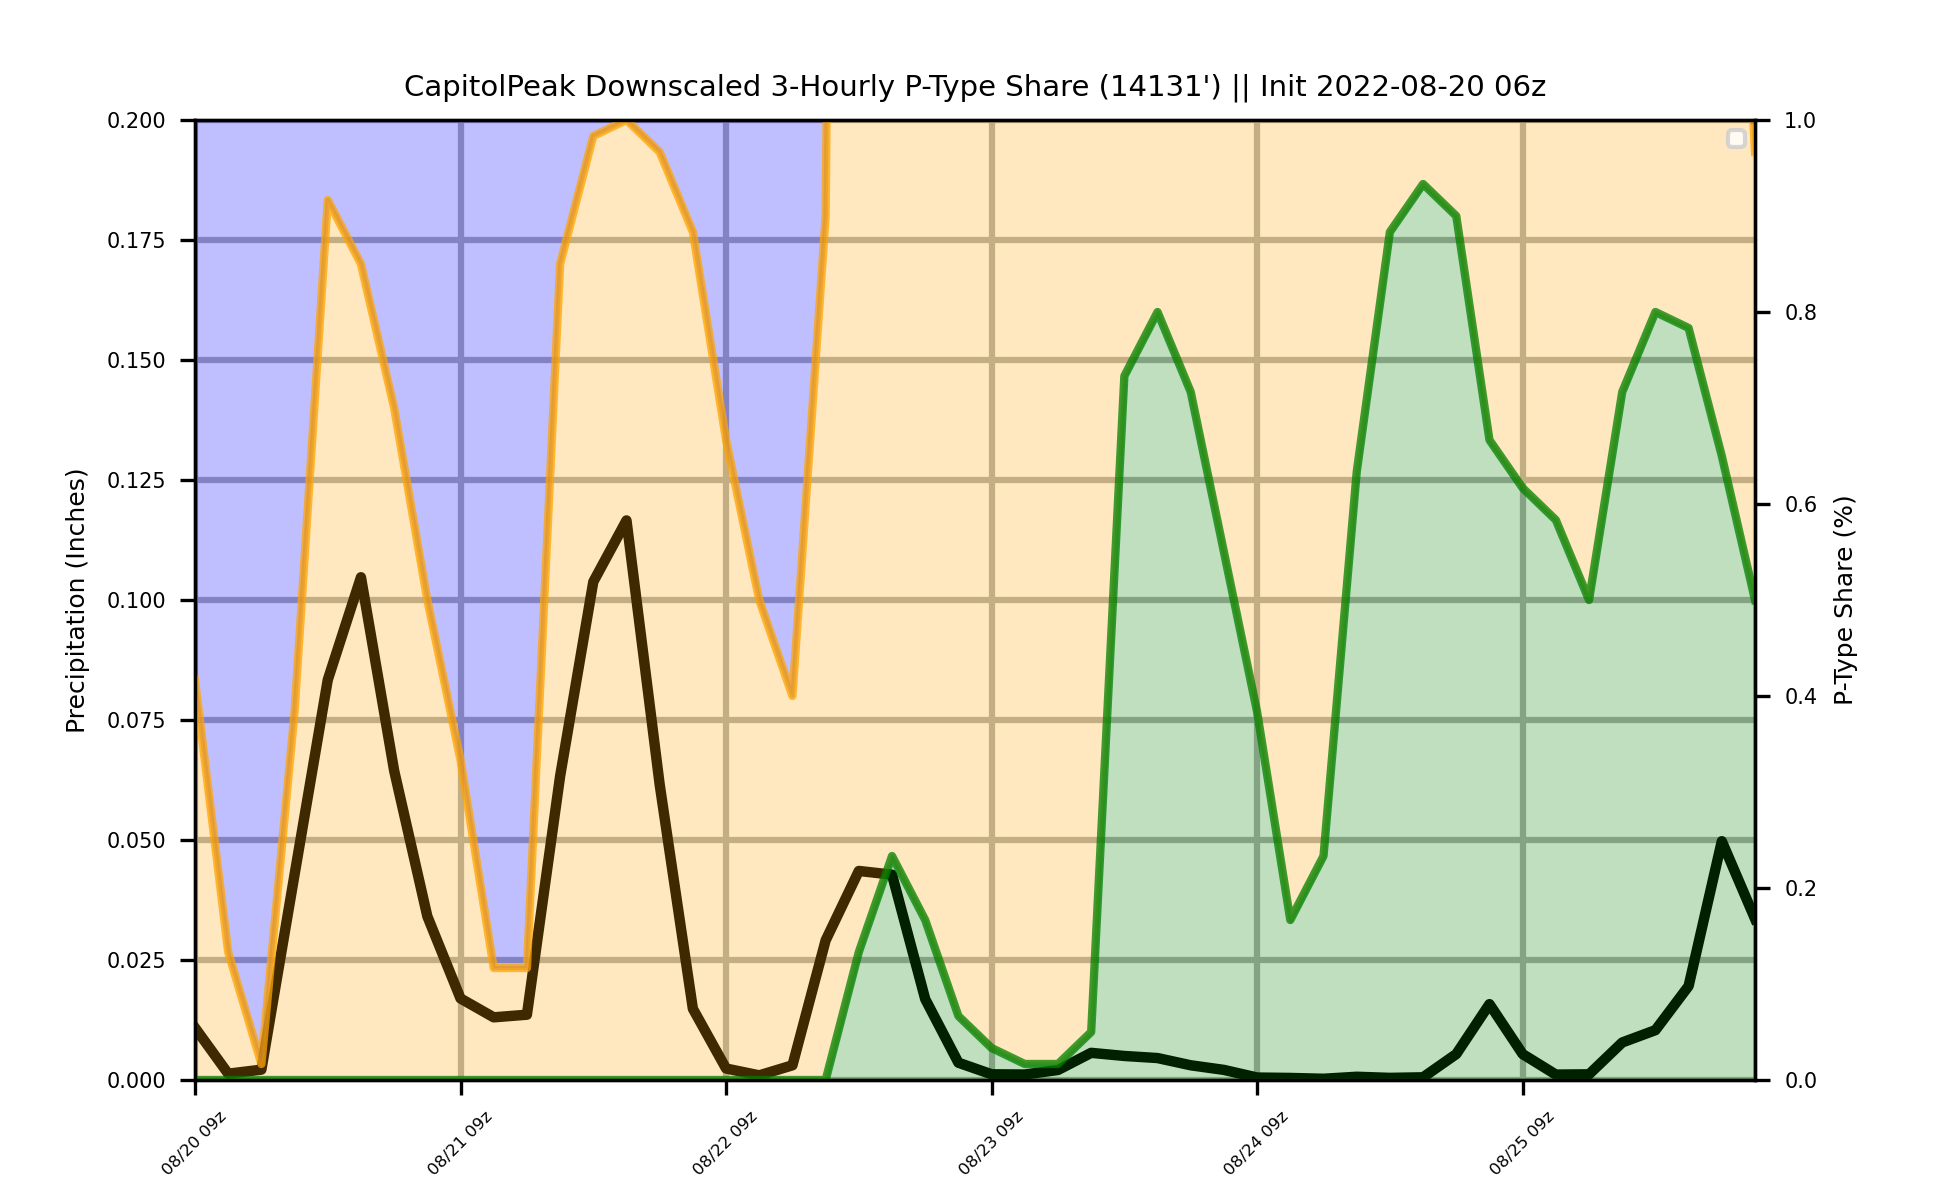 CapitolPeak Downscaled 3-Hourly P-Type Share (14131') || Init 2022-08-20 06z
0.200
0.175
0.150
0.125
0.100
0.075
0.050
0.025
0.000
Precipitation (Inches)
1.0
0.8
0.6
0.4
0.2
0.0
P-Type Share (%)
08/20 09z
08/21 09z
08/22 09z
08/23 09z
08/24 09z
08/25 09z